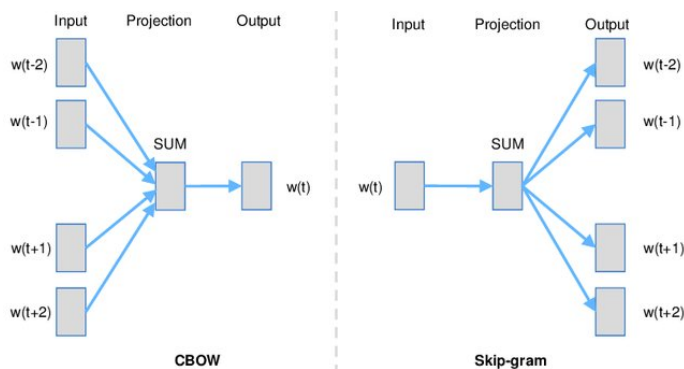 Input Projection Output
w(t-2)
w(t-1)
SUM
w(t)
w(t+1)
w(t+2)
CBOW
Input Projection Output
w(t-2)
w(t-1)
SUM
w(t)
w(t+1)
w(t+2)
Skip-gram